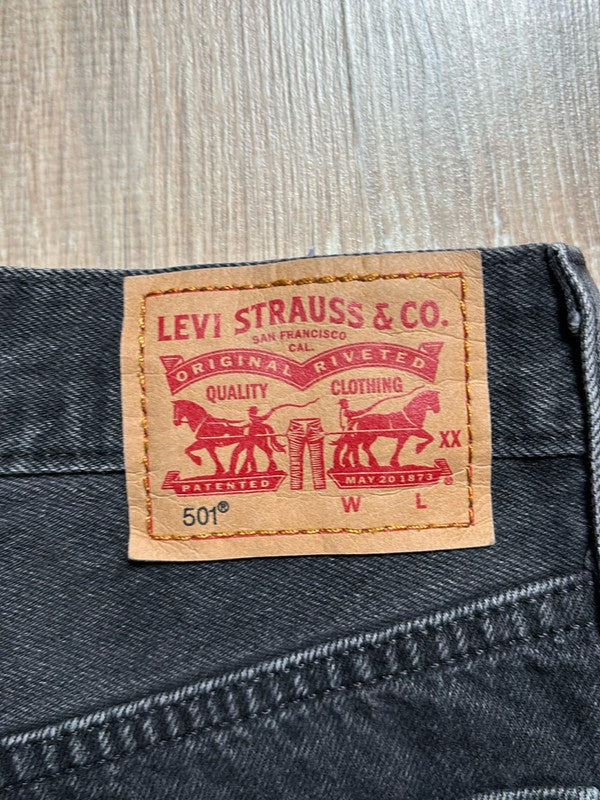 LEVI STRAUSS & CO.
SAN FRANCISCO
CAL.
ORIGINAL RIVETED
QUALITY CLOTHING
XX
PATENTED MAY 20 1873
®
501® W L